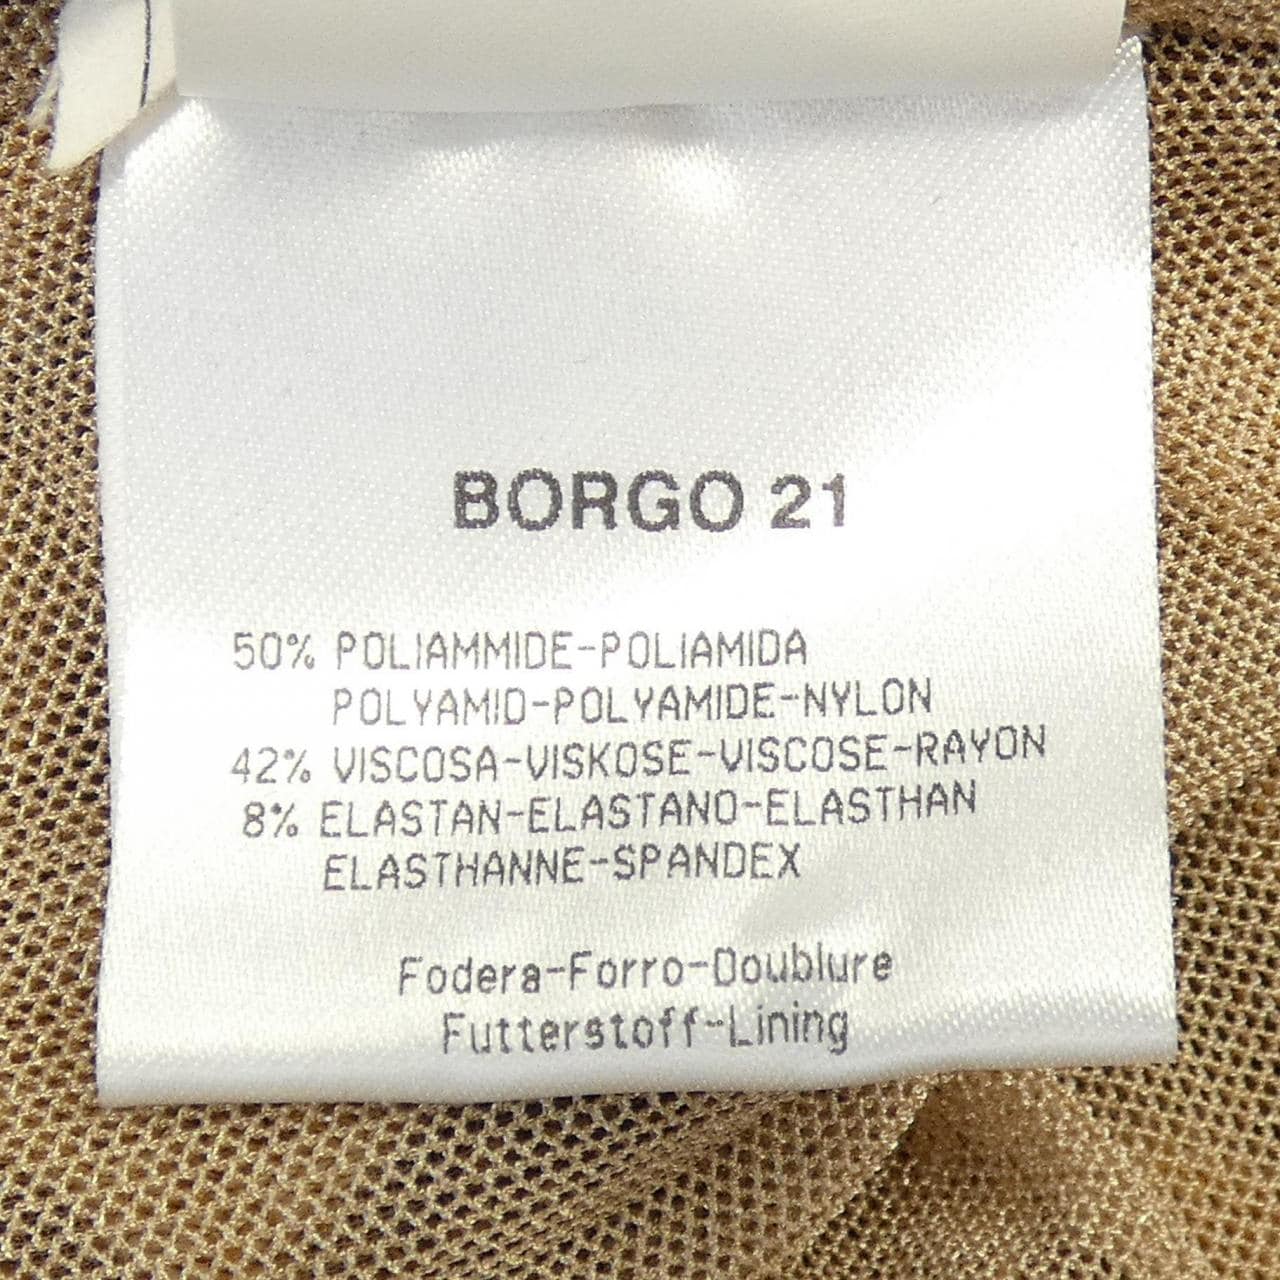 BORGO 21
50% POLIAMMIDE-POLIAMIDA
POLYAMID-POLYAMIDE-NYLON
42% VISCOSA-VISKOSE-VISCOSE-RAYON
8% ELASTAN-ELASTANO-ELASTHAN
ELASTHANNE-SPANDEX
Fodera-Forro-Doublure
Futterstoff-Lining